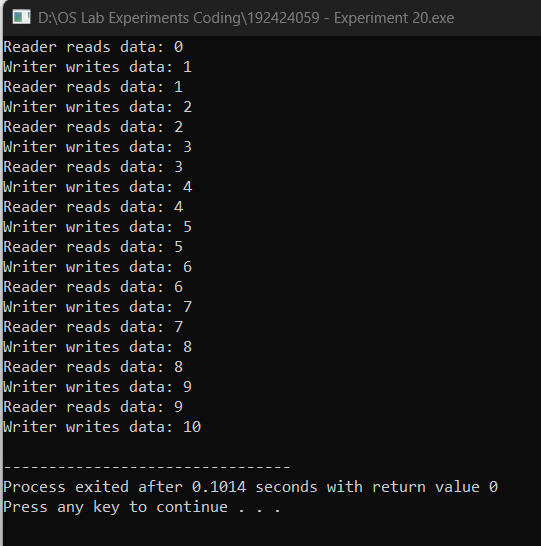 D:\OS Lab Experiments Coding\192424059 - Experiment 20.exe
Reader reads data: 0
Writer writes data: 1
Reader reads data: 1
Writer writes data: 2
Reader reads data: 2
Writer writes data: 3
Reader reads data: 3
Writer writes data: 4
Reader reads data: 4
Writer writes data: 5
Reader reads data: 5
Writer writes data: 6
Reader reads data: 6
Writer writes data: 7
Reader reads data: 7
Writer writes data: 8
Reader reads data: 8
Writer writes data: 9
Reader reads data: 9
Writer writes data: 10
--------------------------------
Process exited after 0.1014 seconds with return value 0
Press any key to continue . . .